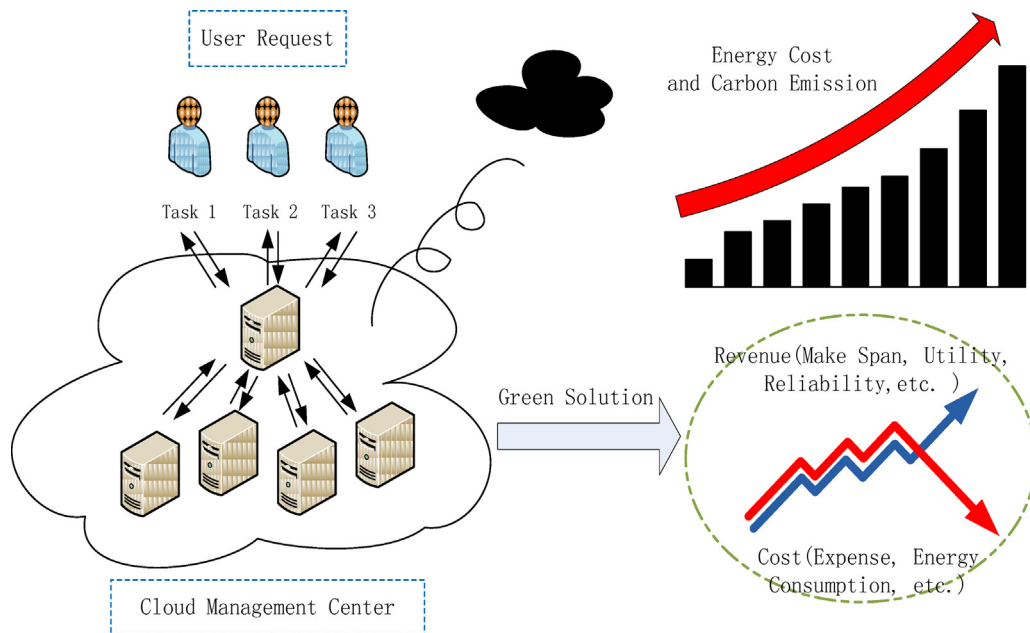 User Request
Energy Cost
and Carbon Emission
Task 1
Task 2
Task 3
Revenue(Make Span, Utility,
Reliability,etc. )
Green Solution
Cost(Expense, Energy
Consumption, etc.)
Cloud Management Center